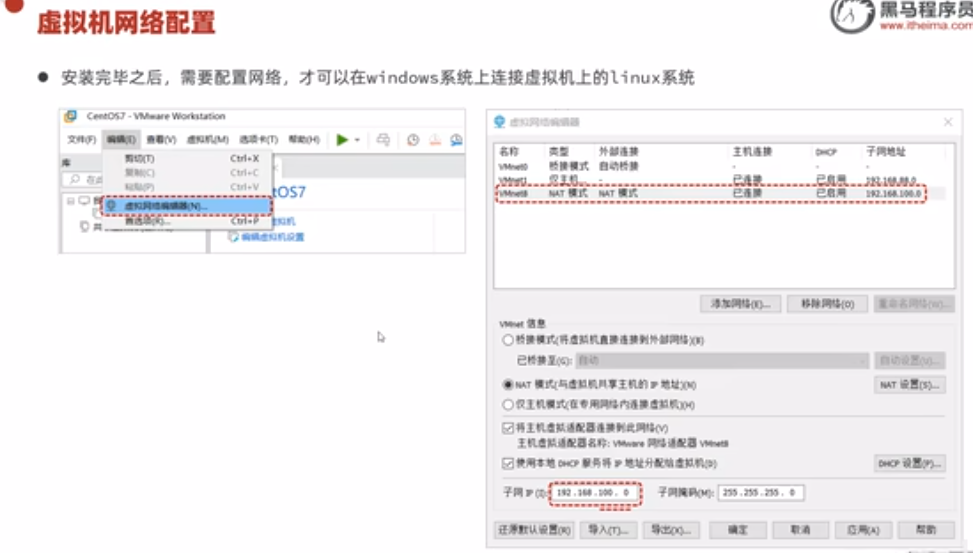 虚拟机网络配置
黑马程序员
www.itheima.com
● 安装完毕之后，需要配置网络，才可以在windows系统上连接虚拟机上的linux系统
CentOS7 - VMware Workstation
文件(F) 编辑(E) 查看(V) 虚拟机(M) 选项卡(T) 帮助(H)
库
剪切(T) Ctrl+X
复制(C) Ctrl+C
粘贴(P) Ctrl+V
虚拟网络编辑器(N)...
首选项(R)... Ctrl+P
编辑虚拟机设置
虚拟网络编辑器
名称 类型 外部连接 主机连接 DHCP 子网地址
VMnet0 桥接模式 自动桥接 - - -
VMnet1 仅主机... - 已连接 已启用 192.168.88.0
VMnet8 NAT 模式 NAT 模式 已连接 已启用 192.168.100.0
添加网络(E)... 移除网络(O) 重命名网络(W)...
VMnet 信息
桥接模式(将虚拟机直接连接到外部网络)(B)
已桥接至(G): 自动 自动设置(U)...
NAT 模式(与虚拟机共享主机的 IP 地址)(N) NAT 设置(S)...
仅主机模式(在专用网络内连接虚拟机)(H)
将主机虚拟适配器连接到此网络(V)
主机虚拟适配器名称: VMware 网络适配器 VMnet8
使用本地 DHCP 服务将 IP 地址分配给虚拟机(D) DHCP 设置(P)...
子网 IP (I): 192.168.100. 0 子网掩码(M): 255.255.255. 0
还原默认设置(R) 导入(T)... 导出(X)... 确定 取消 应用(A) 帮助